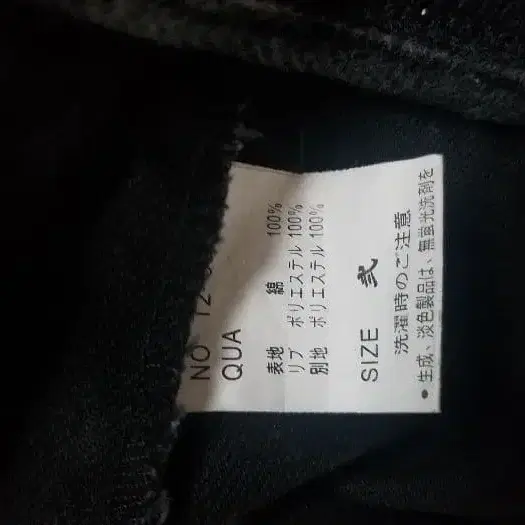 NO 12-
QUA
表地 綿 100%
リブ ポリエステル 100%
別地 ポリエステル 100%
SIZE 弐
洗濯時のご注意
● 生成、淡色製品は、無蛍光洗剤を